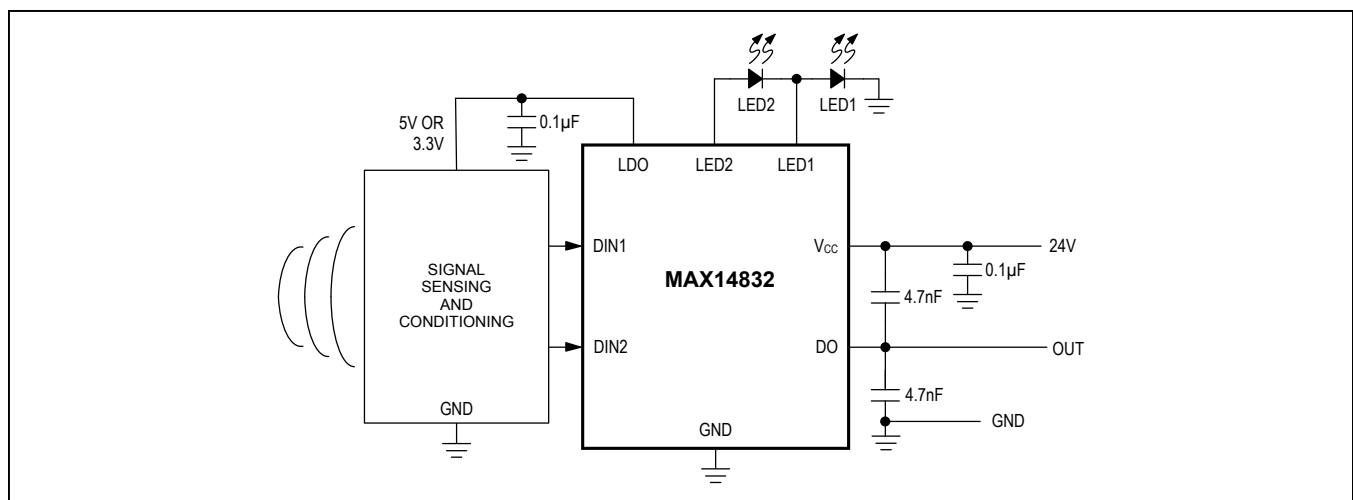 LED2
LED1
5V OR
3.3V
0.1µF
LDO
LED2
LED1
DIN1
VCC
24V
SIGNAL
SENSING
AND
CONDITIONING
MAX14832
0.1µF
4.7nF
DIN2
DO
OUT
4.7nF
GND
GND
GND